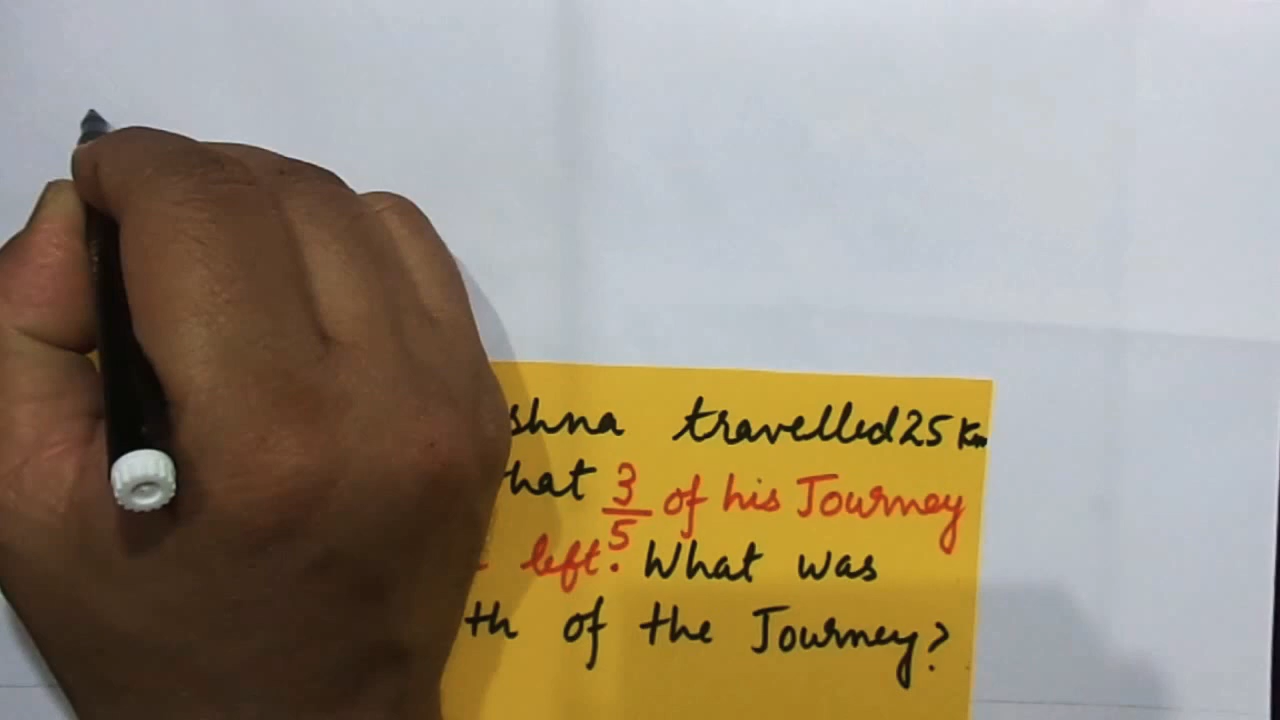 shna travelled 25 Km
hat 3/5 of his Journey
left. What was
th of the Journey?